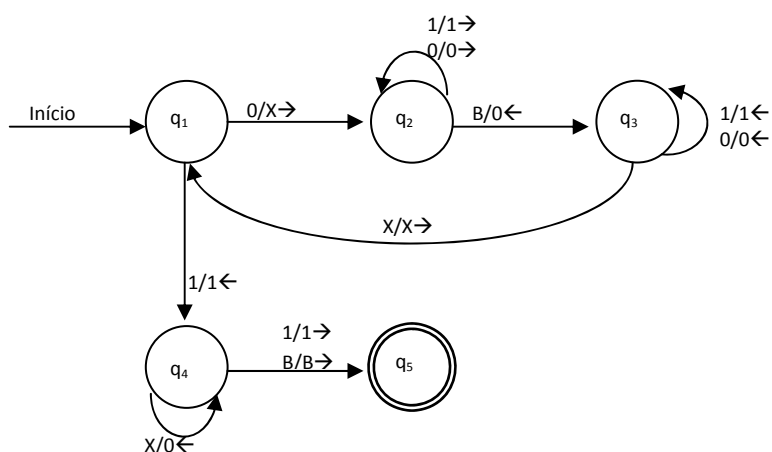 1/1→
0/0→
Início
q₁
0/X→
q₂
B/0←
q₃
1/1←
0/0←
X/X→
1/1←
1/1→
B/B→
q₄
q₅
X/0←